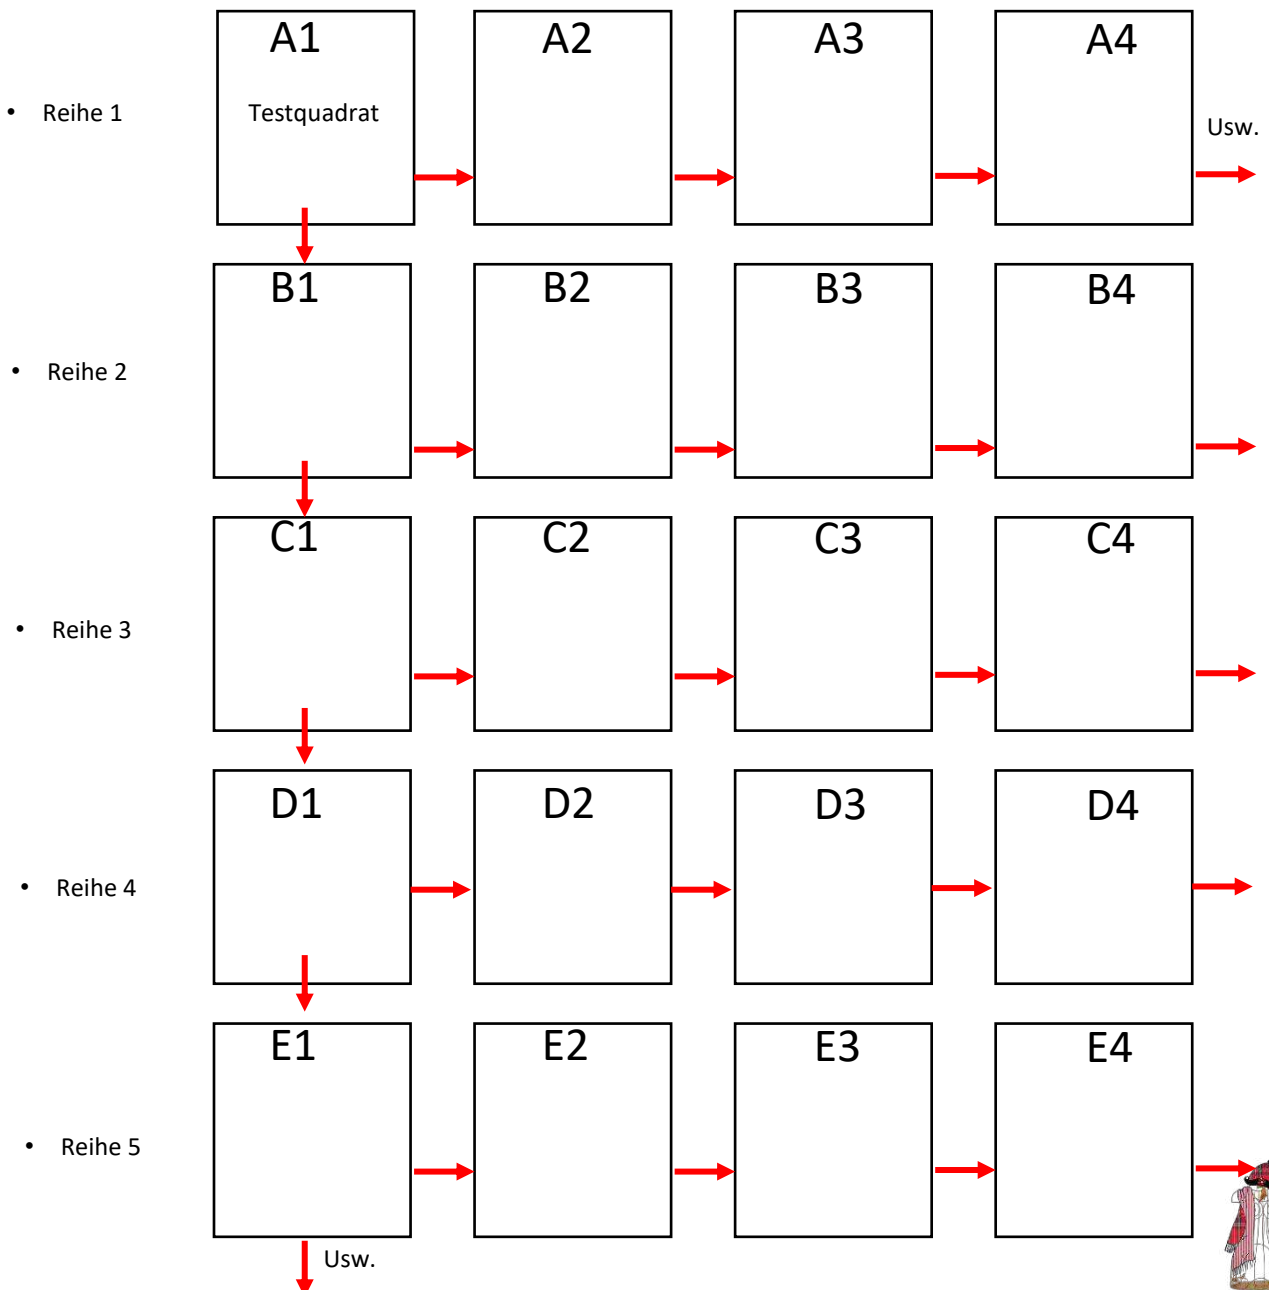 A1 A2 A3 A4
• Reihe 1 Testquadrat Usw.
B1 B2 B3 B4
• Reihe 2
C1 C2 C3 C4
• Reihe 3
D1 D2 D3 D4
• Reihe 4
E1 E2 E3 E4
• Reihe 5
Usw.